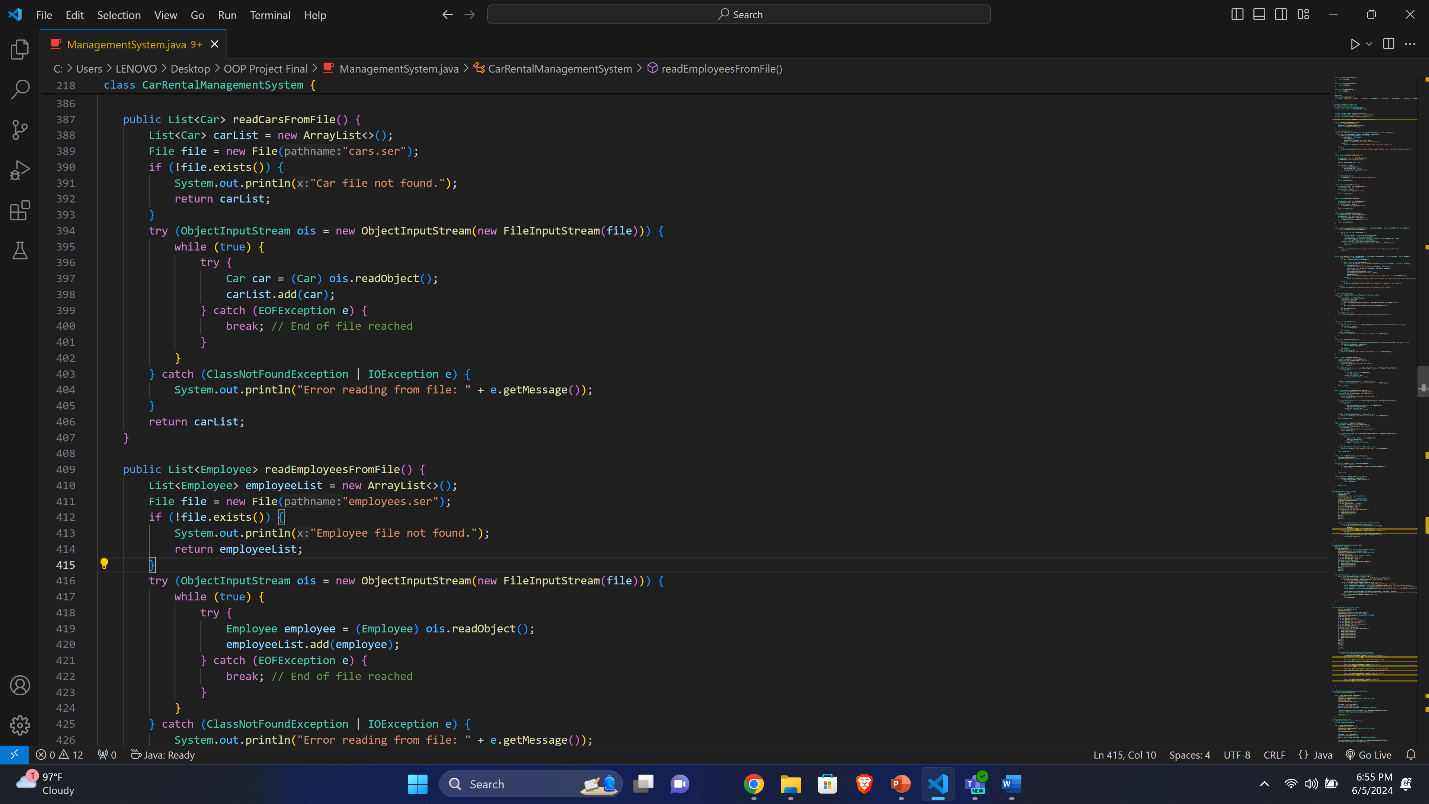 File Edit Selection View Go Run Terminal Help
Search
ManagementSystem.java 9+
C: > Users > LENOVO > Desktop > OOP Project Final > ManagementSystem.java > CarRentalManagementSystem > readEmployeesFromFile()
218 class CarRentalManagementSystem {
386
387 public List<Car> readCarsFromFile() {
388 List<Car> carList = new ArrayList<>();
389 File file = new File(pathname:"cars.ser");
390 if (!file.exists()) {
391 System.out.println(x:"Car file not found.");
392 return carList;
393 }
394 try (ObjectInputStream ois = new ObjectInputStream(new FileInputStream(file))) {
395 while (true) {
396 try {
397 Car car = (Car) ois.readObject();
398 carList.add(car);
399 } catch (EOFException e) {
400 break; // End of file reached
401 }
402 }
403 } catch (ClassNotFoundException | IOException e) {
404 System.out.println("Error reading from file: " + e.getMessage());
405 }
406 return carList;
407 }
408
409 public List<Employee> readEmployeesFromFile() {
410 List<Employee> employeeList = new ArrayList<>();
411 File file = new File(pathname:"employees.ser");
412 if (!file.exists()) {
413 System.out.println(x:"Employee file not found.");
414 return employeeList;
415 }
416 try (ObjectInputStream ois = new ObjectInputStream(new FileInputStream(file))) {
417 while (true) {
418 try {
419 Employee employee = (Employee) ois.readObject();
420 employeeList.add(employee);
421 } catch (EOFException e) {
422 break; // End of file reached
423 }
424 }
425 } catch (ClassNotFoundException | IOException e) {
426 System.out.println("Error reading from file: " + e.getMessage());
0 12 0 Java: Ready Ln 415, Col 10 Spaces: 4 UTF-8 CRLF {} Java Go Live
1 97°F
Cloudy
Search
NEW
6:55 PM
6/5/2024